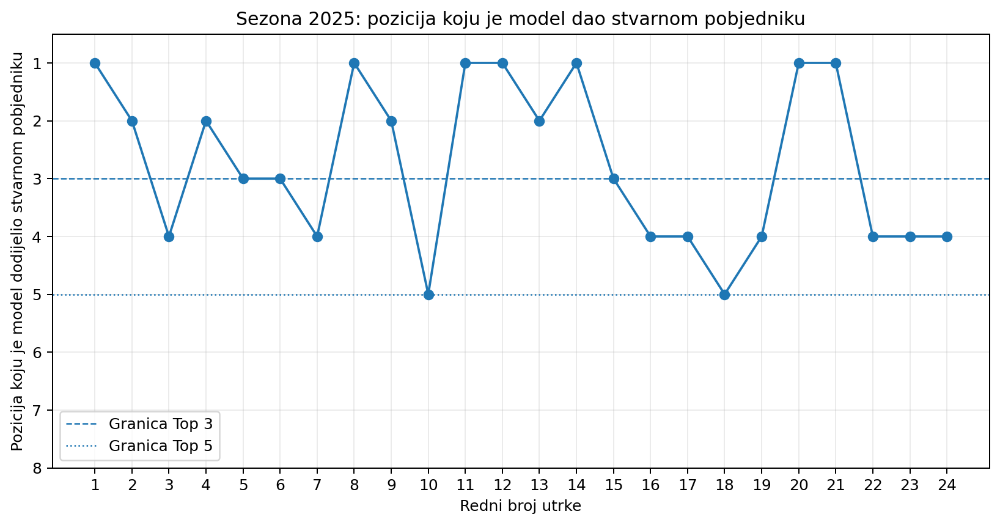 Sezona 2025: pozicija koju je model dao stvarnom pobjedniku
Pozicija koju je model dodijelio stvarnom pobjedniku
1
2
3
4
5
6
7
8
Granica Top 3
Granica Top 5
1 2 3 4 5 6 7 8 9 10 11 12 13 14 15 16 17 18 19 20 21 22 23 24
Redni broj utrke